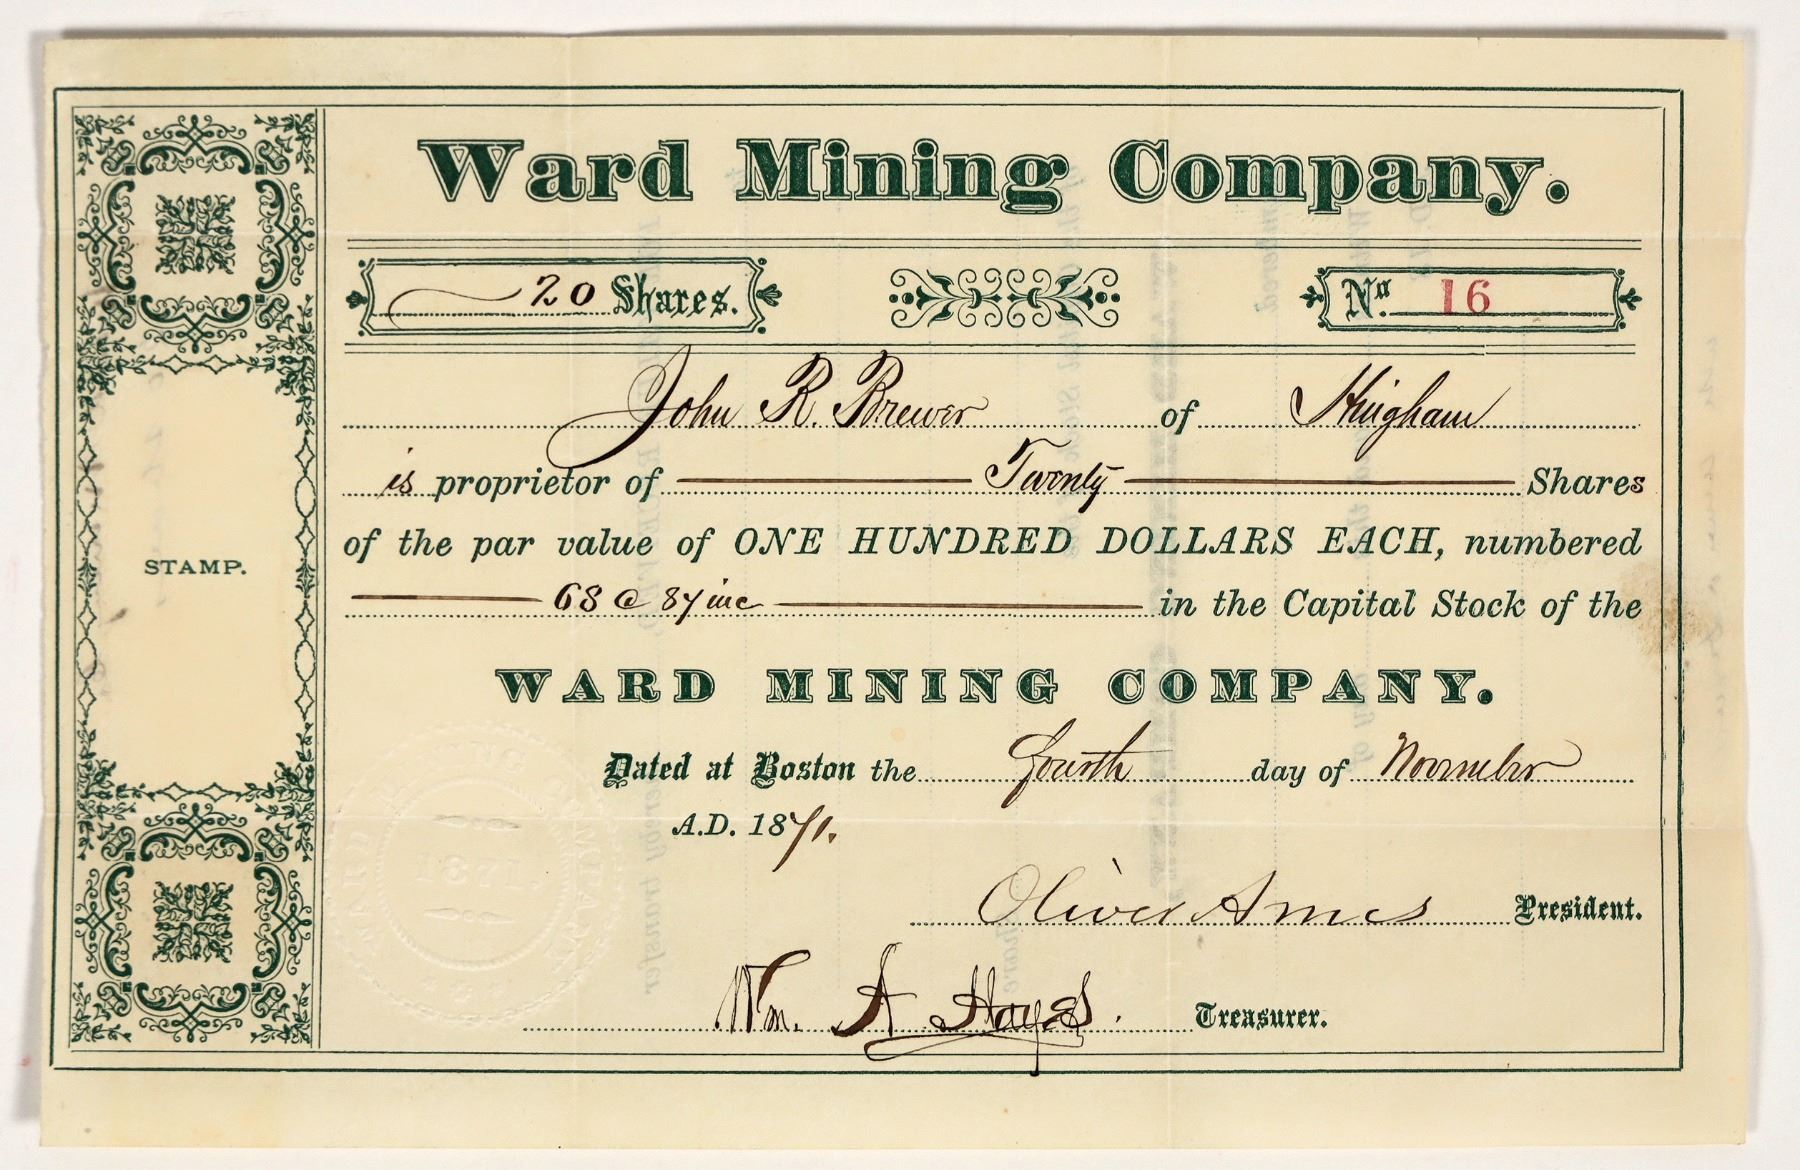 Ward Mining Company.
20 Shares.
No. 16
John R. Brewer of Hingham
is proprietor of Twenty Shares
of the par value of ONE HUNDRED DOLLARS EACH, numbered
68 @ 87 inc in the Capital Stock of the
WARD MINING COMPANY.
STAMP.
Dated at Boston the fourth day of November
A.D. 1871.
1871.
Oliver Ames President.
Wm. A. Hayes. Treasurer.